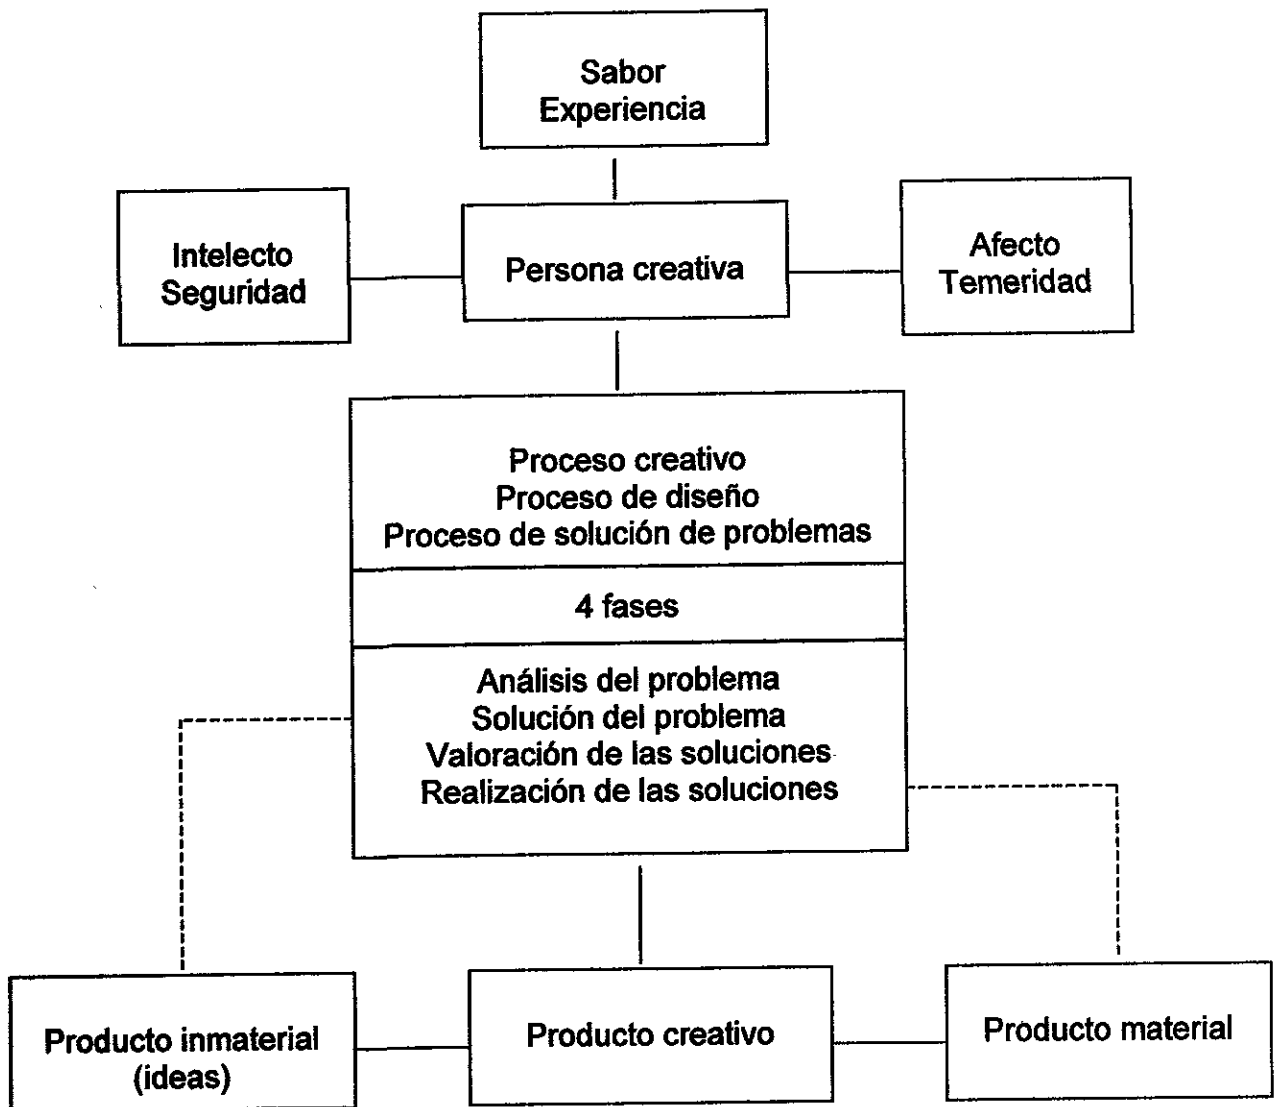 Sabor
Experiencia
Intelecto
Seguridad
Persona creativa
Afecto
Temeridad
Proceso creativo
Proceso de diseño
Proceso de solución de problemas
4 fases
Análisis del problema
Solución del problema
Valoración de las soluciones
Realización de las soluciones
Producto inmaterial
(ideas)
Producto creativo
Producto material